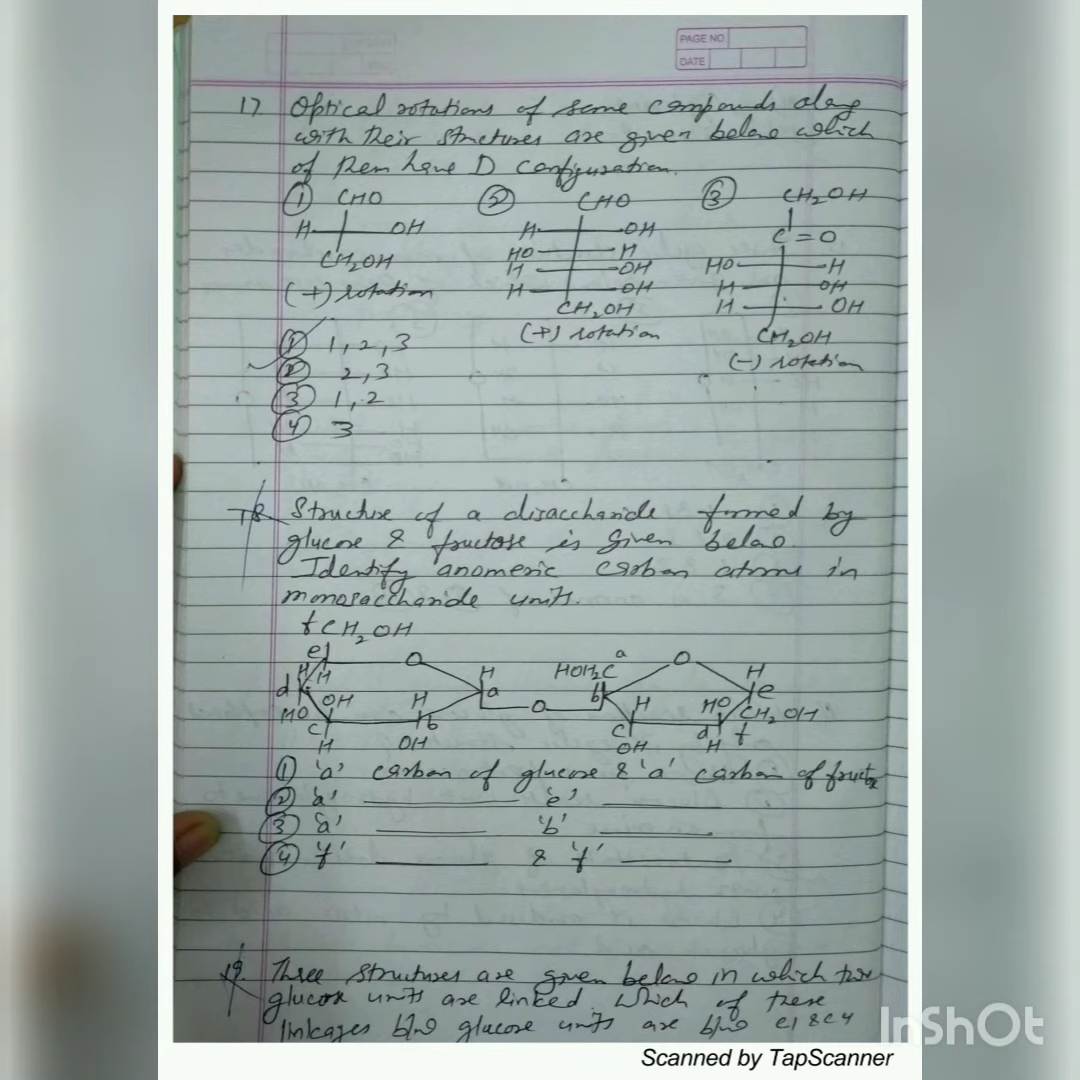 PAGE NO.
DATE
17 Optical rotations of some compounds along
with their structures are given below which
of them have D configuration.
① CHO ② CHO ③ CH₂OH
H OH H OH C=O
HO H
CH₂OH H OH HO H
(+) rotation H OH H OH
CH₂OH H OH
(+) rotation CH₂OH
(-) rotation
① 1, 2, 3
② 2, 3
③ 1, 2
④ 3
18 Structure of a disaccharide formed by
glucose & fructose is given below.
Identify anomeric carbon atoms in
monosaccharide units.
f CH₂OH
e O HOH₂C a O H
H H H a b H HO e
d OH H O CH₂OH
HO c b c d f
H OH OH H
① 'a' carbon of glucose & 'a' carbon of
② 'a' 'e'
③ 'a' 'b'
④ 'f' & 'f'
19. Three structures are given below in which two
glucose units are linked. which of these
linkages b/w glucose units are b/w C1 & C4
InShOt
Scanned by TapScanner